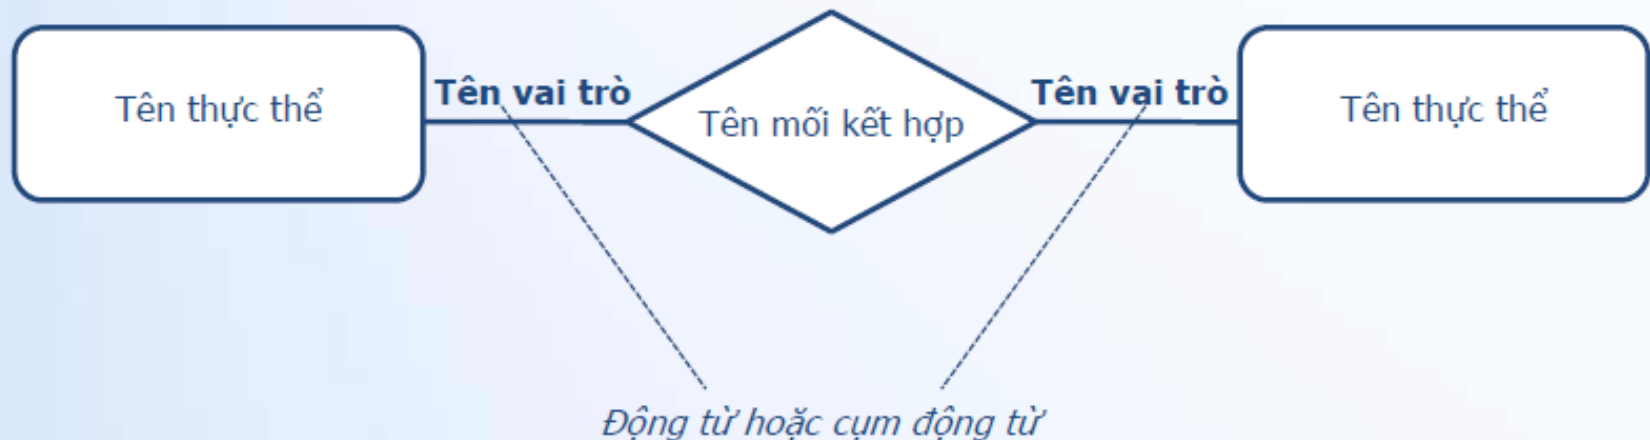 Tên thực thể
Tên vai trò
Tên mối kết hợp
Tên vai trò
Tên thực thể
Động từ hoặc cụm động từ